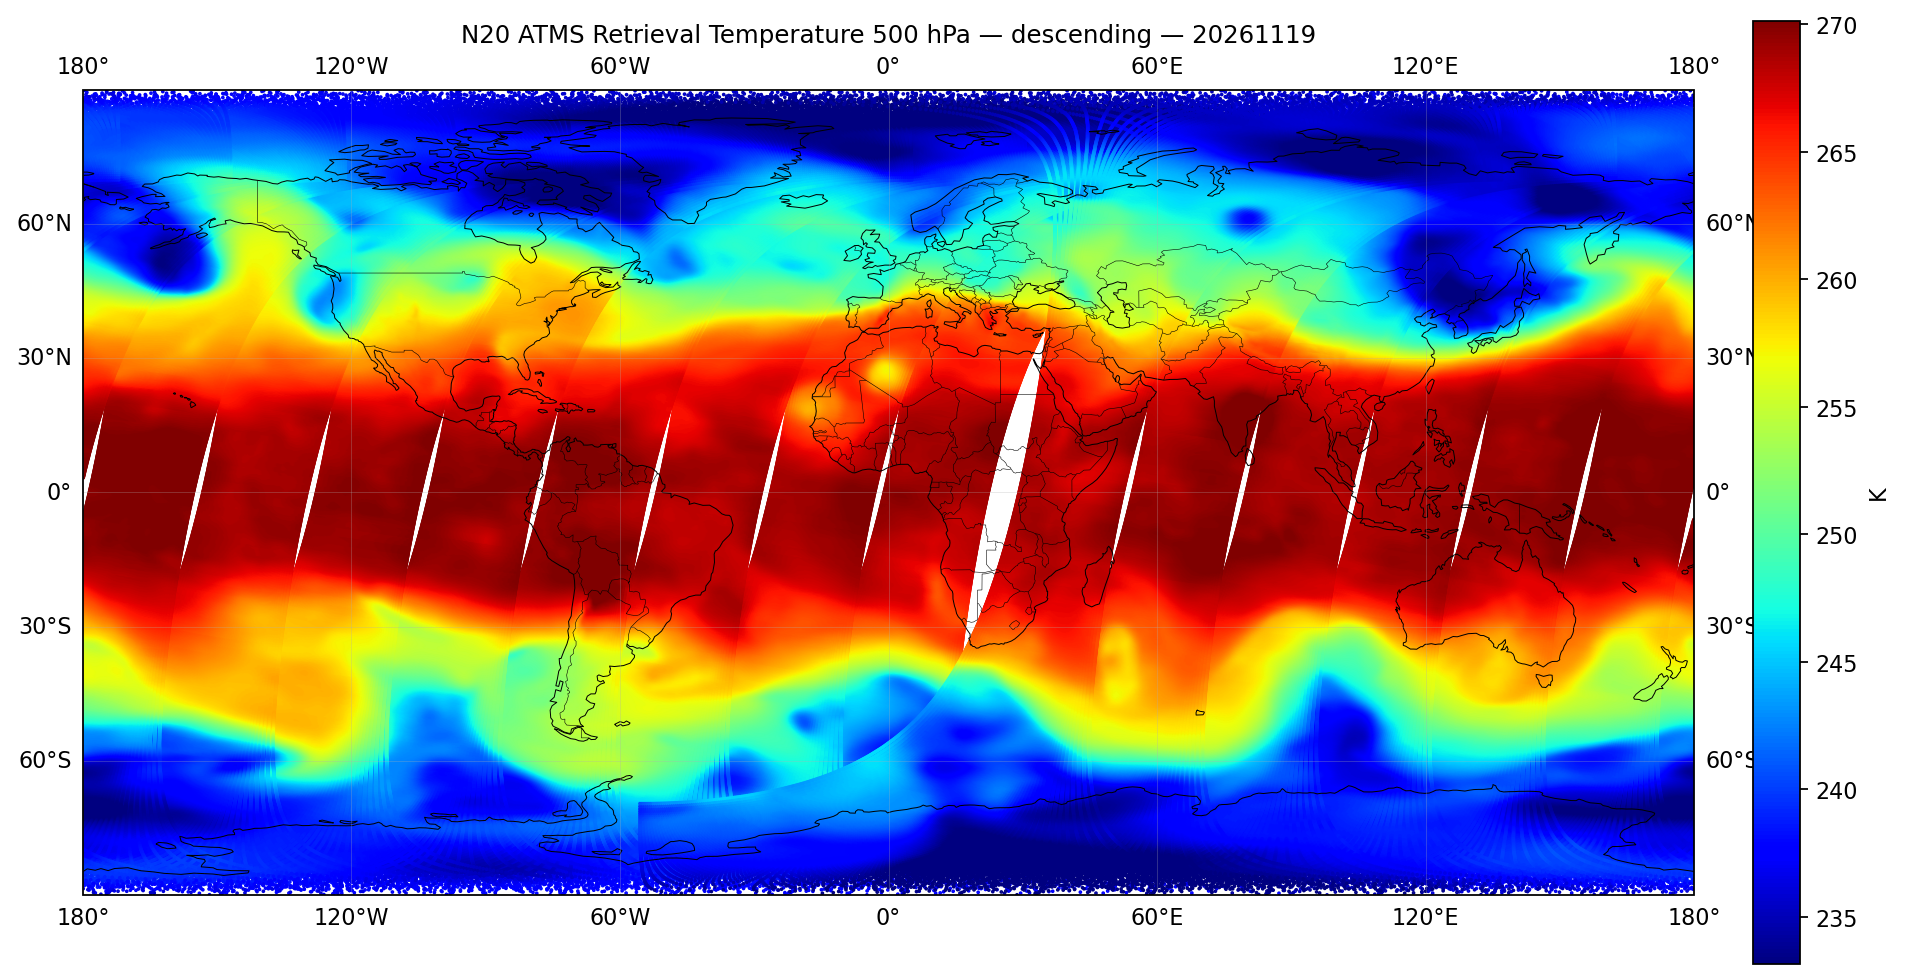 N20 ATMS Retrieval Temperature 500 hPa — descending — 20261119
180° 120°W 60°W 0° 60°E 120°E 180°
270
265
60°N 60°N
260
30°N 30°N
255
0° 0° K
250
30°S 30°S
245
60°S 60°S
240
235
180° 120°W 60°W 0° 60°E 120°E 180°